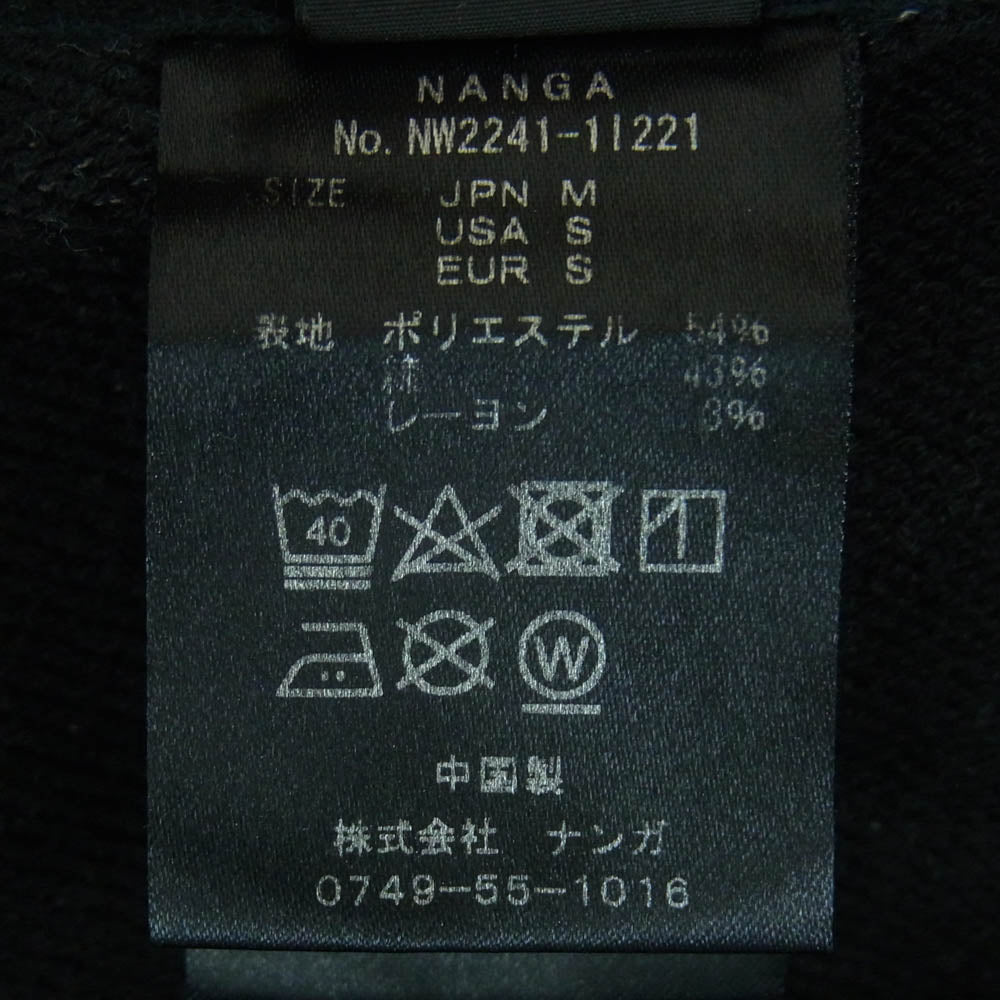 NANGA
No. NW2241-1I221
SIZE JPN M
USA S
EUR S
表地 ポリエステル 54%
綿 43%
レーヨン 3%
40
W
中国製
株式会社 ナンガ
0749-55-1016